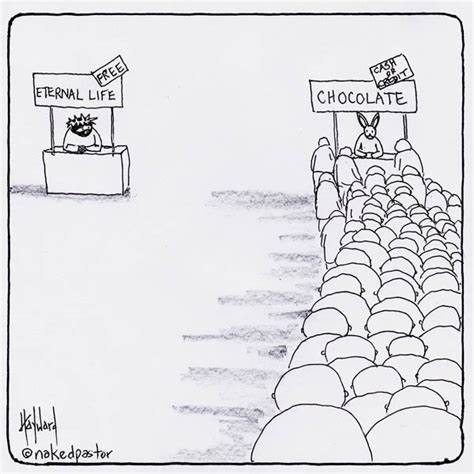 FREE
ETERNAL LIFE
CASH
OR
CREDIT
CHOCOLATE
Hayward
@nakedpastor